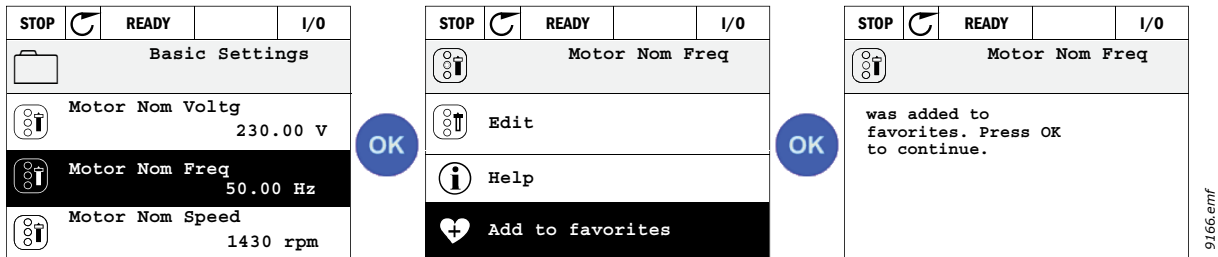 STOP READY I/O
Basic Settings
Motor Nom Voltg
230.00 V
Motor Nom Freq
50.00 Hz
Motor Nom Speed
1430 rpm
OK
STOP READY I/O
Motor Nom Freq
Edit
Help
Add to favorites
OK
STOP READY I/O
Motor Nom Freq
was added to
favorites. Press OK
to continue.
9166.emf